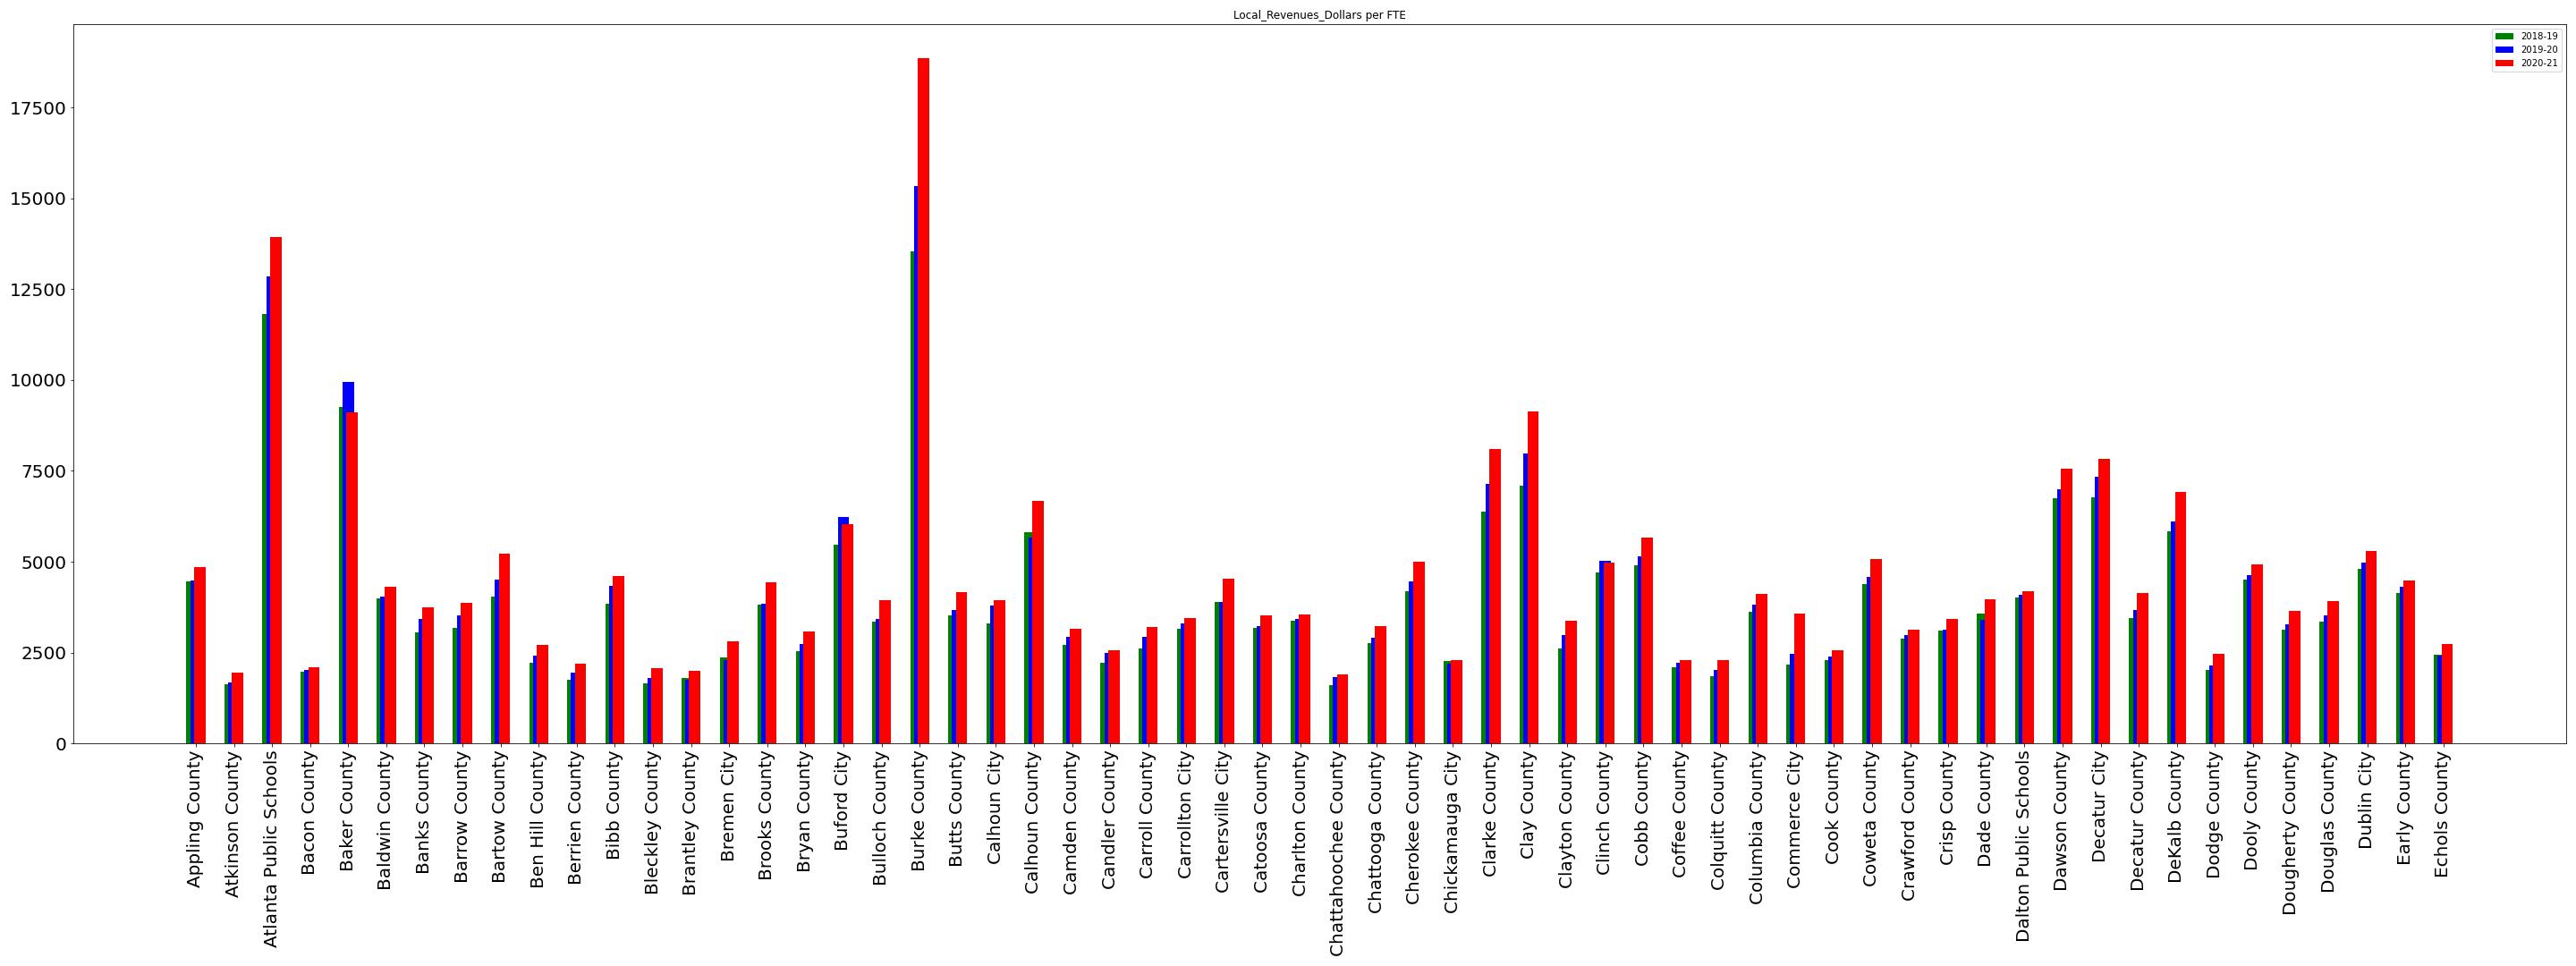 Local_Revenues_Dollars per FTE
2018-19
2019-20
2020-21
17500
15000
12500
10000
7500
5000
2500
0
Appling County
Atkinson County
Atlanta Public Schools
Bacon County
Baker County
Baldwin County
Banks County
Barrow County
Bartow County
Ben Hill County
Berrien County
Bibb County
Bleckley County
Brantley County
Bremen City
Brooks County
Bryan County
Buford City
Bulloch County
Burke County
Butts County
Calhoun City
Calhoun County
Camden County
Candler County
Carroll County
Carrollton City
Cartersville City
Catoosa County
Charlton County
Chattahoochee County
Chattooga County
Cherokee County
Chickamauga City
Clarke County
Clay County
Clayton County
Clinch County
Cobb County
Coffee County
Colquitt County
Columbia County
Commerce City
Cook County
Coweta County
Crawford County
Crisp County
Dade County
Dalton Public Schools
Dawson County
Decatur City
Decatur County
DeKalb County
Dodge County
Dooly County
Dougherty County
Douglas County
Dublin City
Early County
Echols County